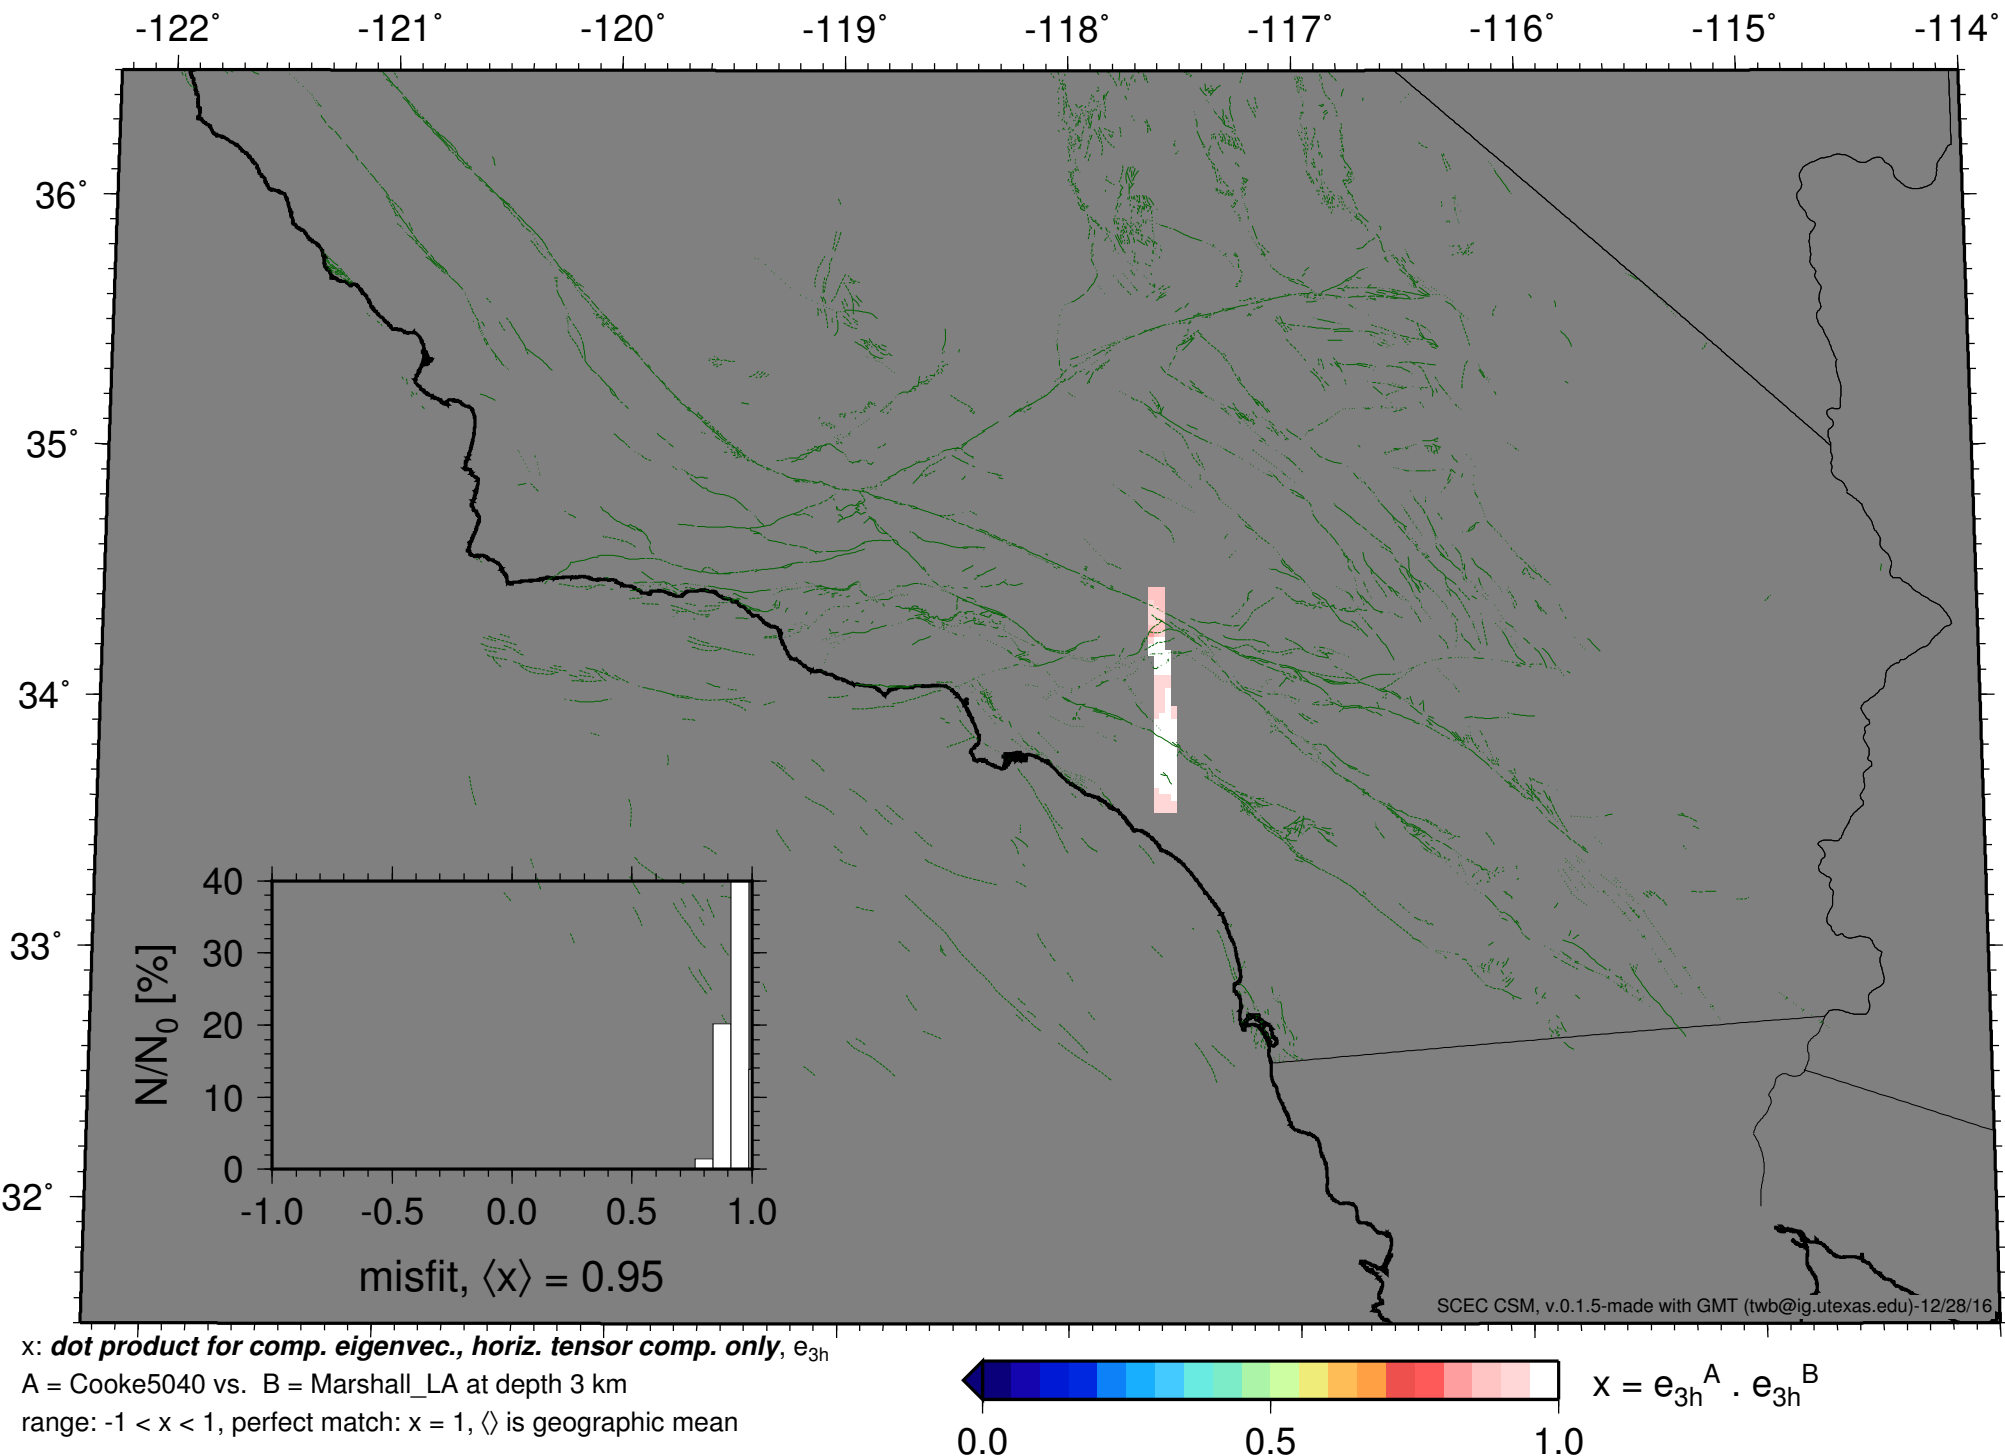 -122° -121° -120° -119° -118° -117° -116° -115° -114°
36°
35°
34°
33°
32°
40
30
20
10
0
N/N0 [%]
-1.0 -0.5 0.0 0.5 1.0
misfit, ⟨x⟩ = 0.95
SCEC CSM, v.0.1.5-made with GMT (twb@ig.utexas.edu)-12/28/16
x: dot product for comp. eigenvec., horiz. tensor comp. only, e3h
A = Cooke5040 vs. B = Marshall_LA at depth 3 km
range: -1 < x < 1, perfect match: x = 1, ⟨⟩ is geographic mean
x = e3hA . e3hB
0.0 0.5 1.0